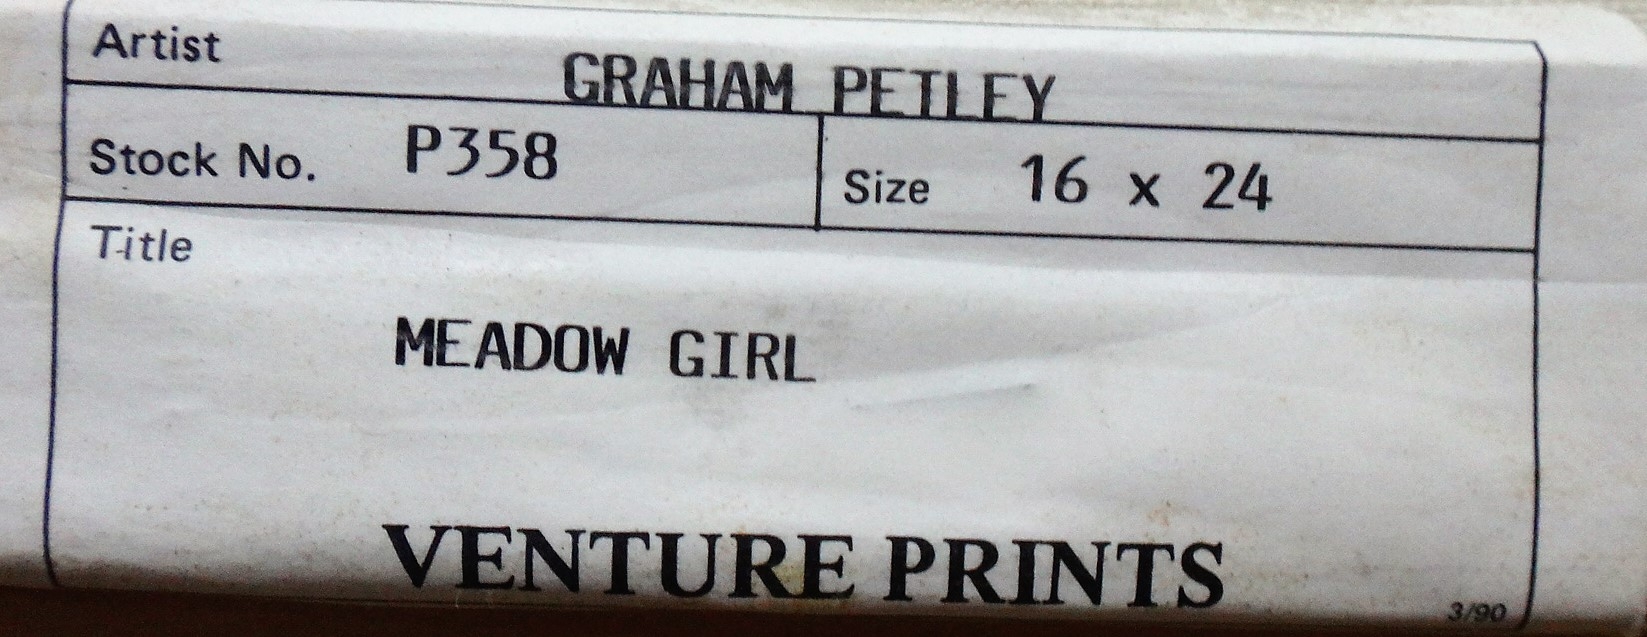 Artist GRAHAM PETLEY
Stock No. P358 Size 16 x 24
Title
MEADOW GIRL
VENTURE PRINTS
3/90